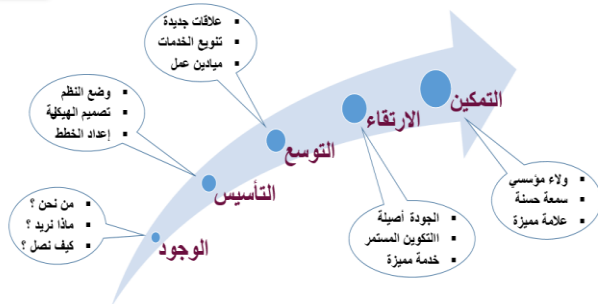 من نحن ؟
ماذا نريد ؟
كيف نصل ؟
الوجود
وضع النظم
تصميم الهيكلية
إعداد الخطط
التأسيس
علاقات جديدة
تنويع الخدمات
ميادين عمل
التوسع
الجودة أصيلة
االتكوين المستمر
خدمة مميزة
الارتقاء
ولاء مؤسسي
سمعة حسنة
علامة مميزة
التمكين